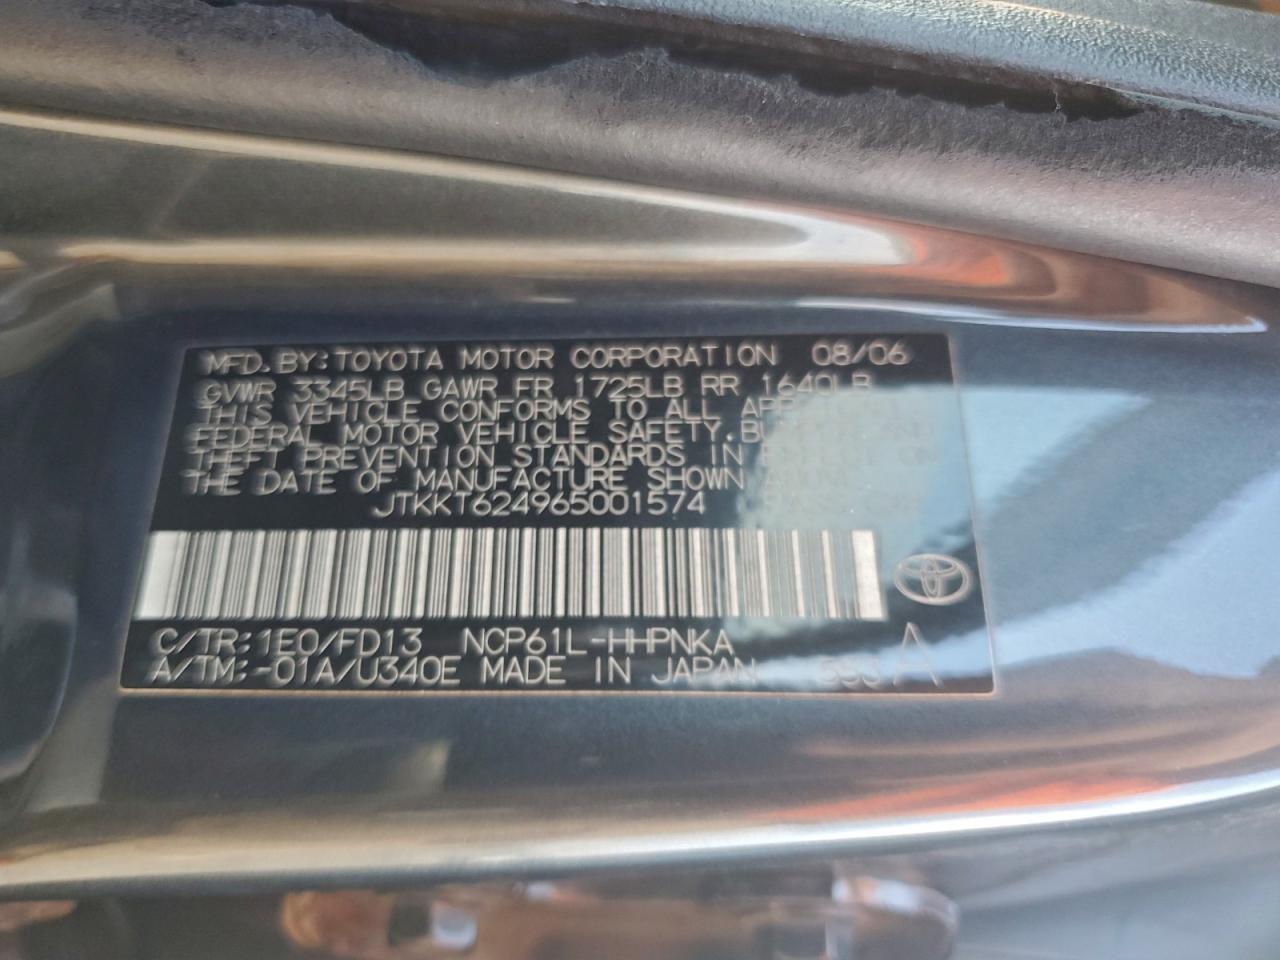 MFD. BY: TOYOTA MOTOR CORPORATION 08/06
GVWR 3345LB GAWR FR 1725LB RR 1640LB
THIS VEHICLE CONFORMS TO ALL
FEDERAL MOTOR VEHICLE SAFETY,
THEFT PREVENTION STANDARDS IN
THE DATE OF MANUFACTURE SHOWN
JTKKT624965001574
C/TR:1E0/FD13 NCP61L-HHPNKA
A/TM:-01A/U340E MADE IN JAPAN A